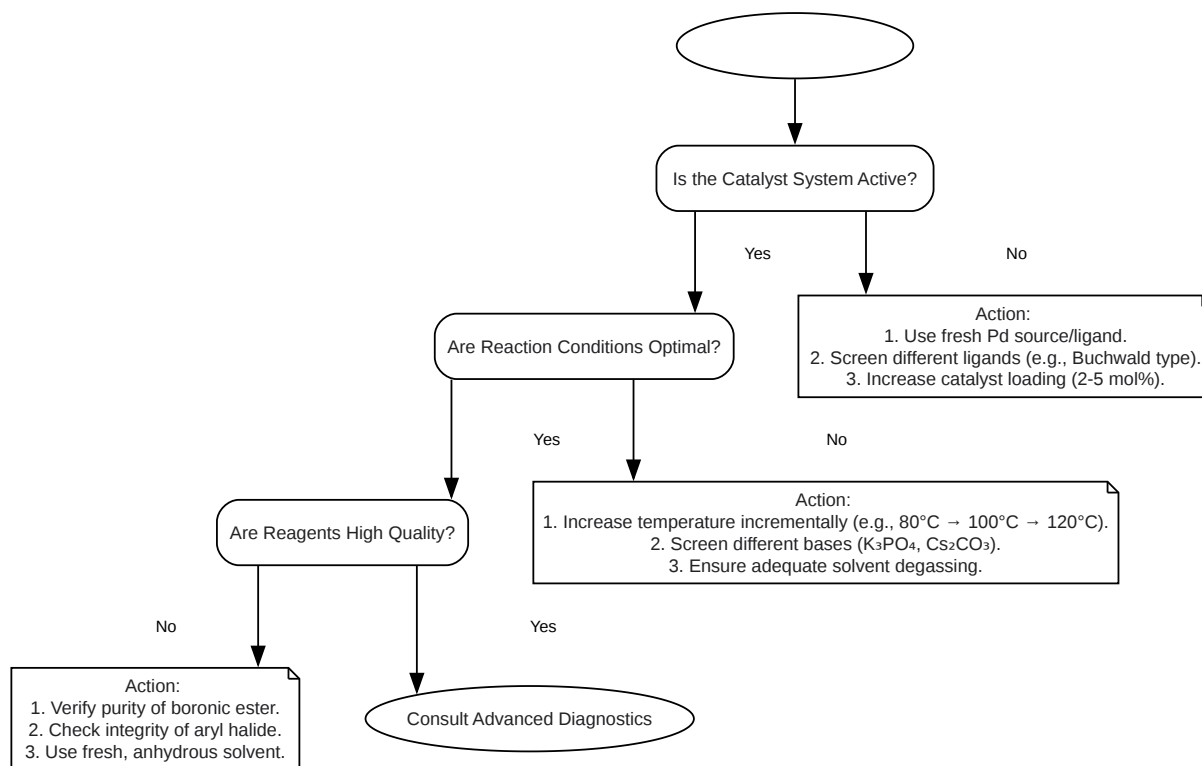 Is the Catalyst System Active?
Yes
No
Action:
1. Use fresh Pd source/ligand.
2. Screen different ligands (e.g., Buchwald type).
3. Increase catalyst loading (2-5 mol%).
Are Reaction Conditions Optimal?
Yes
No
Action:
1. Increase temperature incrementally (e.g., 80°C → 100°C → 120°C).
2. Screen different bases (K₃PO₄, Cs₂CO₃).
3. Ensure adequate solvent degassing.
Are Reagents High Quality?
No
Yes
Action:
1. Verify purity of boronic ester.
2. Check integrity of aryl halide.
3. Use fresh, anhydrous solvent.
Consult Advanced Diagnostics